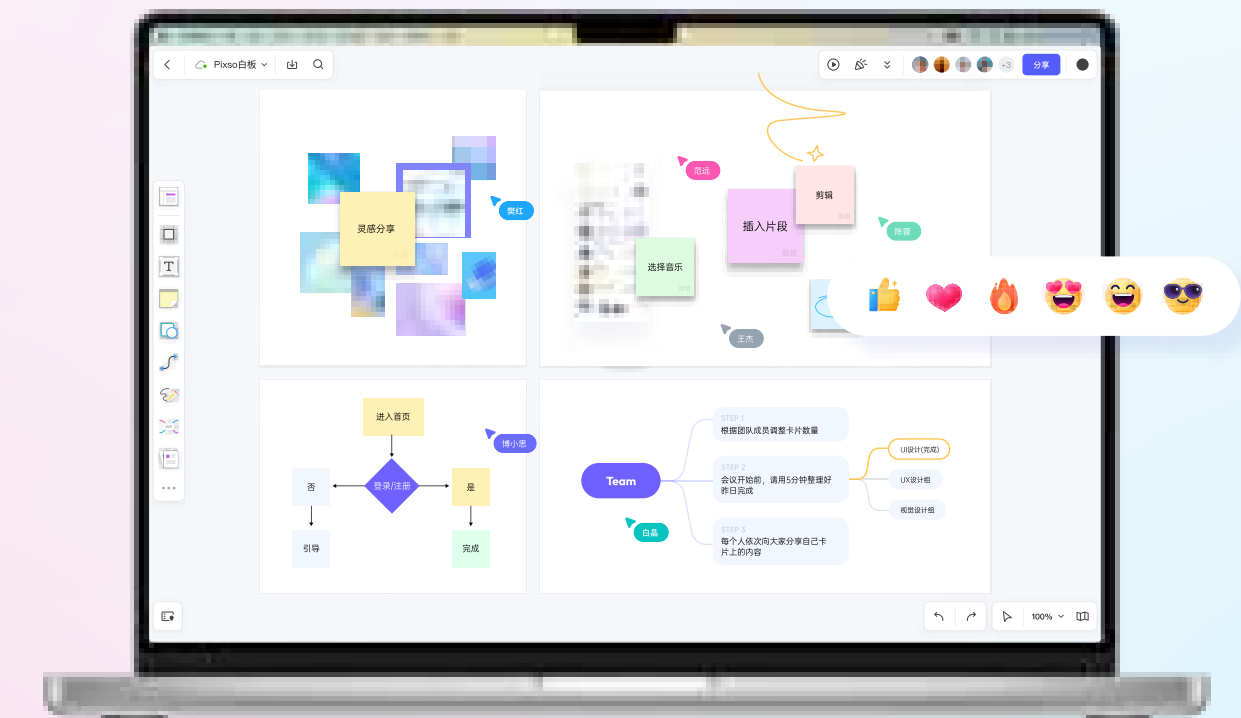 Pixso白板
+3
分享
灵感分享
樊红
范远
剪辑
插入片段
陈蓉
选择音乐
王杰
进入首页
博小思
否
登录/注册
是
引导
完成
Team
白晶
STEP 1
根据团队成员调整卡片数量
STEP 2
会议开始前，请用5分钟整理好
昨日完成
STEP 3
每个人依次向大家分享自己卡
片上的内容
UI设计(完成)
UX设计组
视觉设计组
T
100%